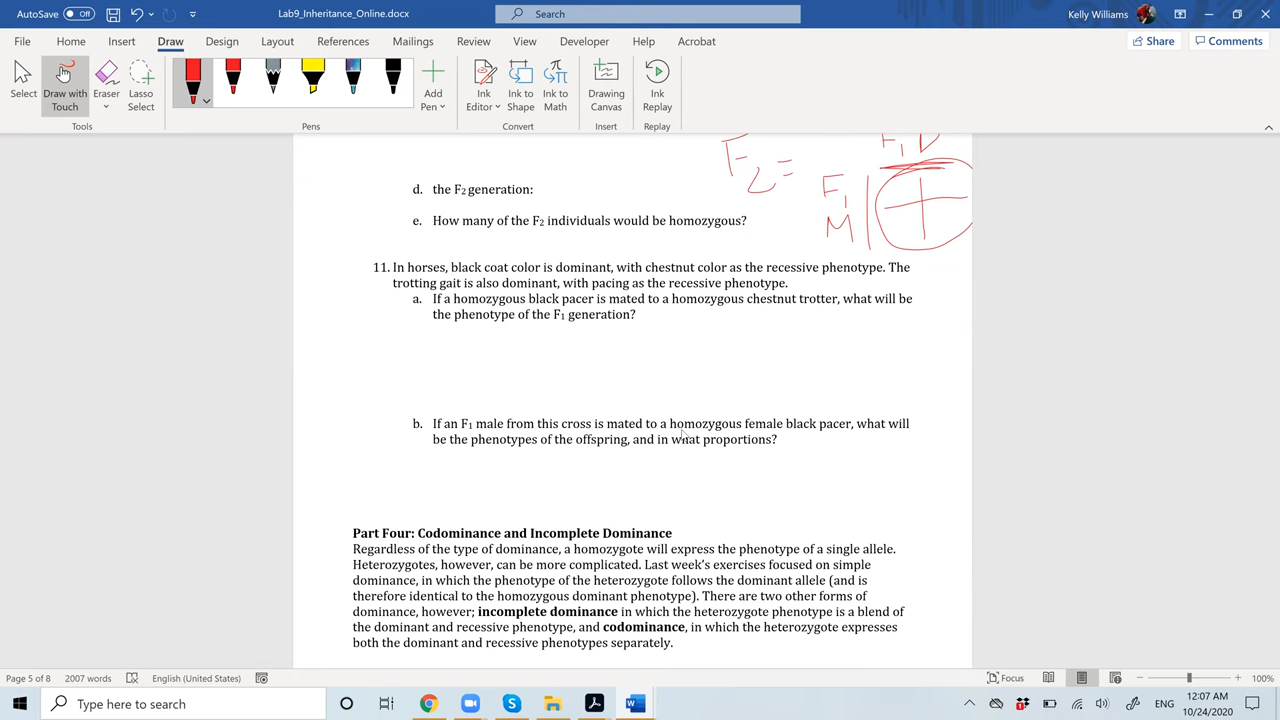 AutoSave Off
Lab9_Inheritance_Online.docx
Search
Kelly Williams
File Home Insert Draw Design Layout References Mailings Review View Developer Help Acrobat
Share Comments
Select
Draw with Touch
Eraser
Lasso Select
Add Pen
Ink Editor
Ink to Shape
Ink to Math
Drawing Canvas
Ink Replay
Tools Pens Convert Insert Replay
F2 =
F1
F1
M
d. the F2 generation:
e. How many of the F2 individuals would be homozygous?
11. In horses, black coat color is dominant, with chestnut color as the recessive phenotype. The
trotting gait is also dominant, with pacing as the recessive phenotype.
a. If a homozygous black pacer is mated to a homozygous chestnut trotter, what will be
the phenotype of the F1 generation?
b. If an F1 male from this cross is mated to a homozygous female black pacer, what will
be the phenotypes of the offspring, and in what proportions?
Part Four: Codominance and Incomplete Dominance
Regardless of the type of dominance, a homozygote will express the phenotype of a single allele.
Heterozygotes, however, can be more complicated. Last week's exercises focused on simple
dominance, in which the phenotype of the heterozygote follows the dominant allele (and is
therefore identical to the homozygous dominant phenotype). There are two other forms of
dominance, however; incomplete dominance in which the heterozygote phenotype is a blend of
the dominant and recessive phenotype, and codominance, in which the heterozygote expresses
both the dominant and recessive phenotypes separately.
Page 5 of 8 2007 words English (United States) Focus 100%
Type here to search
ENG
12:07 AM
10/24/2020